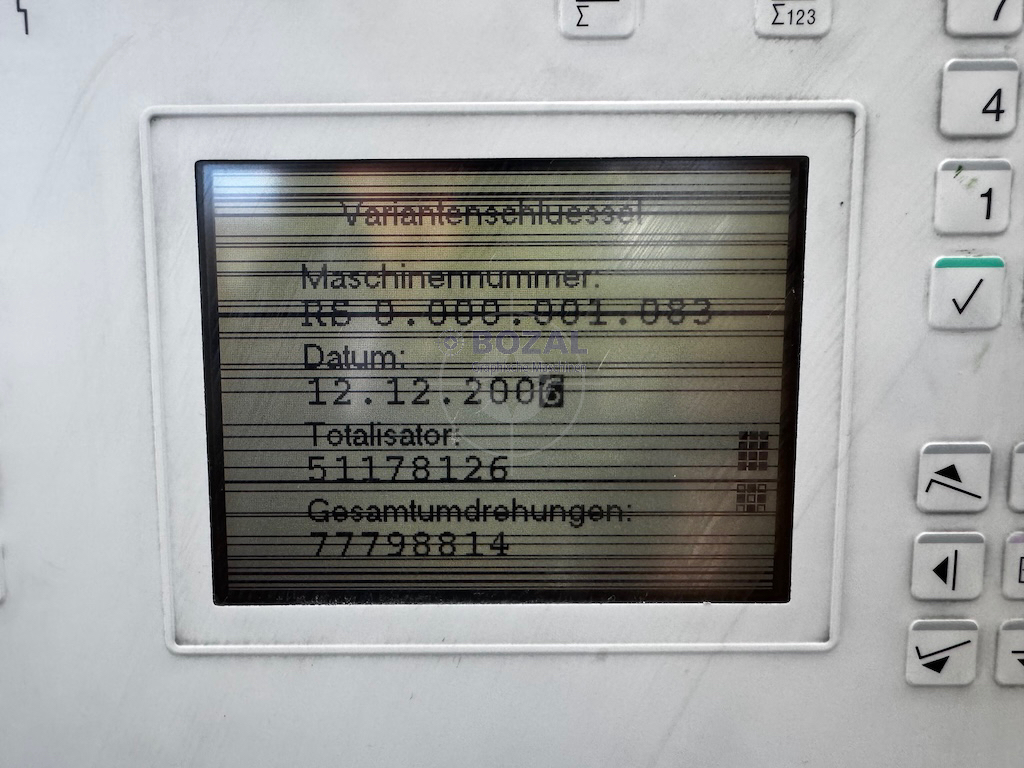 Σ
Σ123
7
4
1
Variantenschluessel
Maschinennummer:
RS 0.000.901.083
BOZAL
Datum:
12.12.2006
Totalisator:
51178126
Gesamtumdrehungen:
77798814